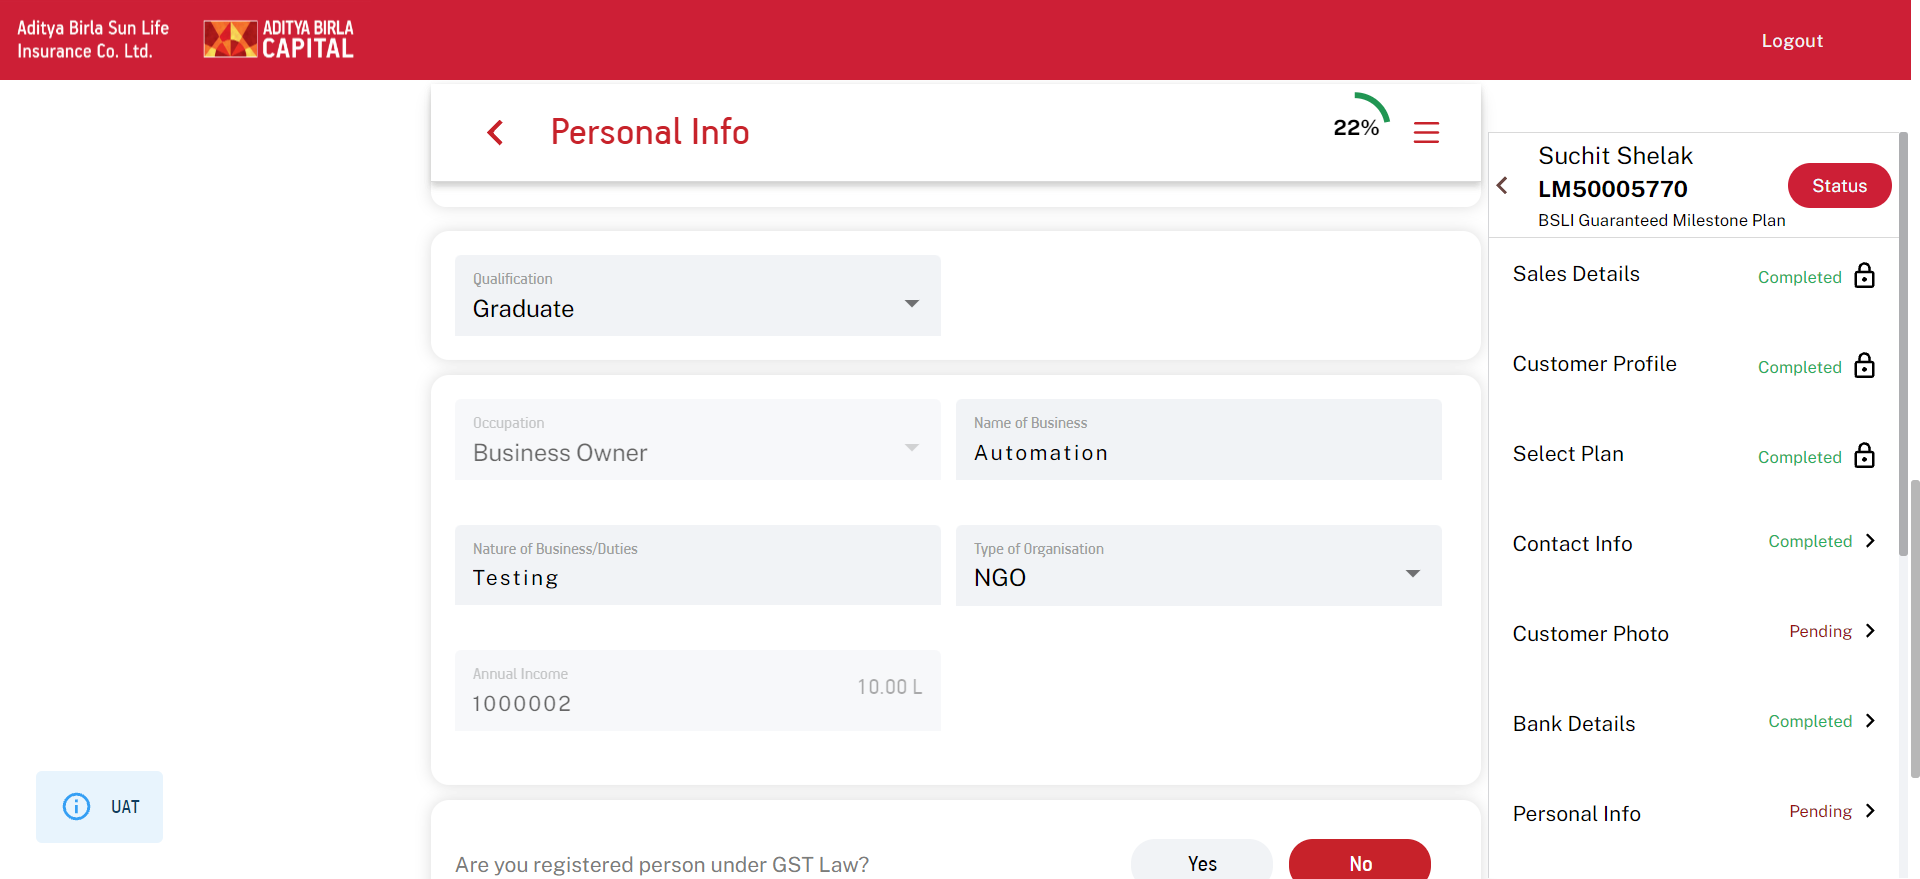 Aditya Birla Sun Life
Insurance Co. Ltd.
ADITYA BIRLA
CAPITAL
Logout
Personal Info
22%
Qualification
Graduate
Occupation
Business Owner
Name of Business
Automation
Nature of Business/Duties
Testing
Type of Organisation
NGO
Annual Income
1000002
10.00 L
Are you registered person under GST Law?
Yes
No
UAT
Suchit Shelak
LM50005770
BSLI Guaranteed Milestone Plan
Status
Sales Details
Completed
Customer Profile
Completed
Select Plan
Completed
Contact Info
Completed
Customer Photo
Pending
Bank Details
Completed
Personal Info
Pending